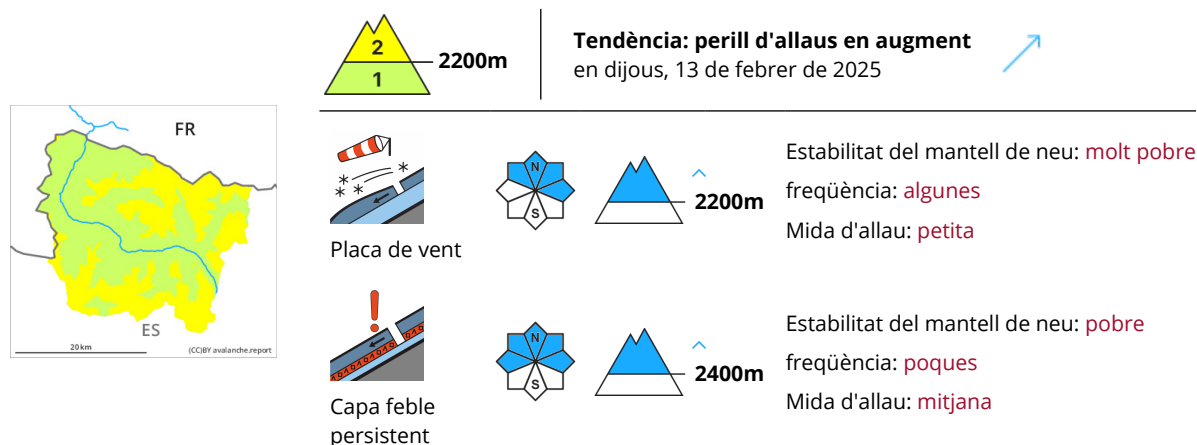 2
1
2200m
Tendència: perill d'allaus en augment
en dijous, 13 de febrer de 2025
FR
ES
20 km
(CC)BY avalanche.report
Placa de vent
N
S
2200m
Estabilitat del mantell de neu: molt pobre
freqüència: algunes
Mida d'allau: petita
Capa feble
persistent
N
S
2400m
Estabilitat del mantell de neu: pobre
freqüència: poques
Mida d'allau: mitjana